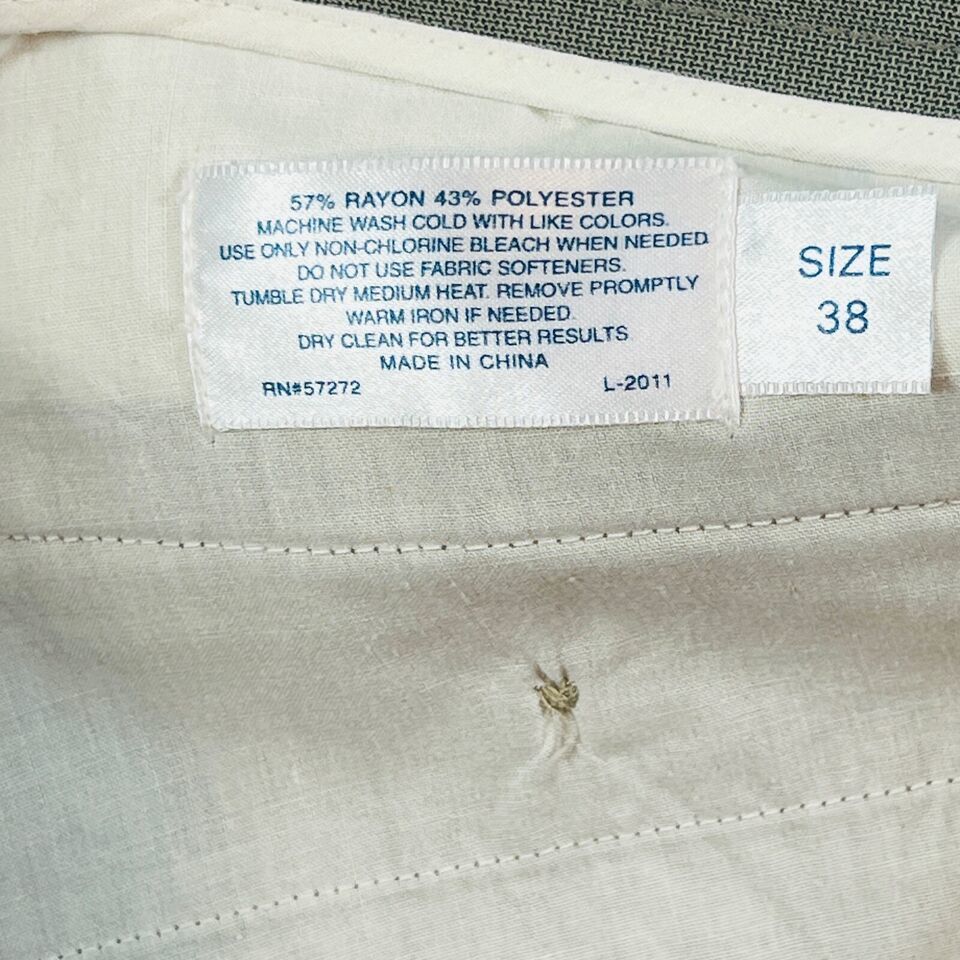 57% RAYON 43% POLYESTER
MACHINE WASH COLD WITH LIKE COLORS.
USE ONLY NON-CHLORINE BLEACH WHEN NEEDED
DO NOT USE FABRIC SOFTENERS.
TUMBLE DRY MEDIUM HEAT. REMOVE PROMPTLY
WARM IRON IF NEEDED.
DRY CLEAN FOR BETTER RESULTS
MADE IN CHINA
RN#57272 L-2011
SIZE
38